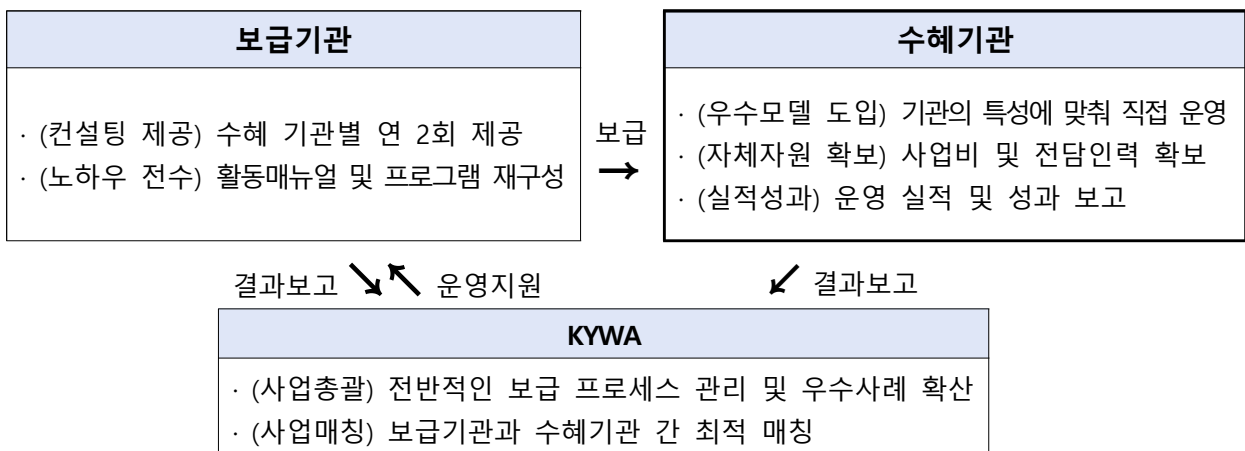 보급기관
· (컨설팅 제공) 수혜 기관별 연 2회 제공
· (노하우 전수) 활동매뉴얼 및 프로그램 재구성
보급
→
수혜기관
· (우수모델 도입) 기관의 특성에 맞춰 직접 운영
· (자체자원 확보) 사업비 및 전담인력 확보
· (실적성과) 운영 실적 및 성과 보고
결과보고 ↘↖ 운영지원
↙ 결과보고
KYWA
· (사업총괄) 전반적인 보급 프로세스 관리 및 우수사례 확산
· (사업매칭) 보급기관과 수혜기관 간 최적 매칭